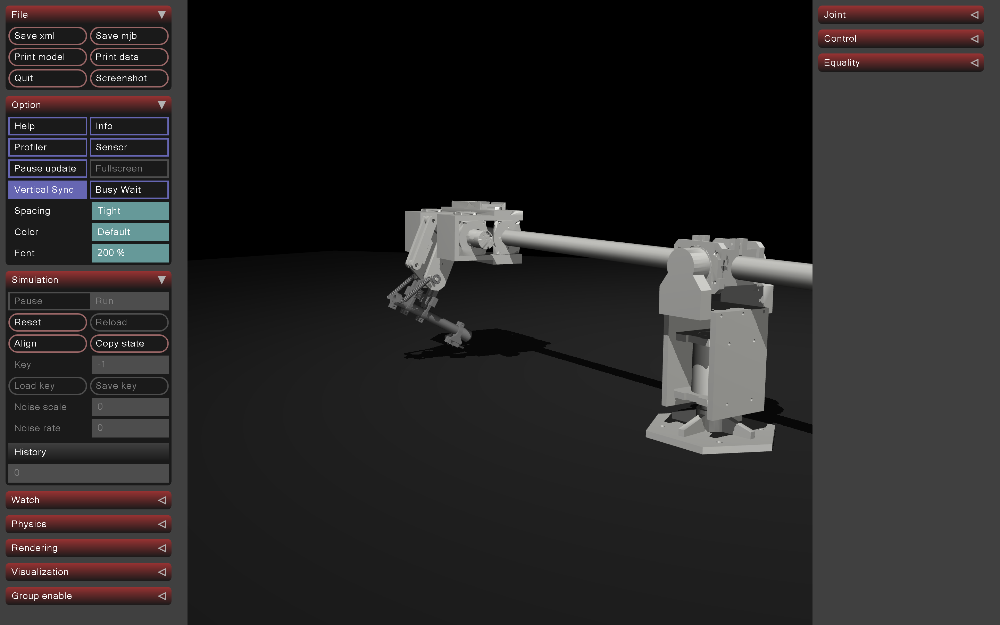 File
Save xml
Save mjb
Print model
Print data
Quit
Screenshot
Option
Help
Info
Profiler
Sensor
Pause update
Fullscreen
Vertical Sync
Busy Wait
Spacing
Tight
Color
Default
Font
200 %
Simulation
Pause
Run
Reset
Reload
Align
Copy state
Key
-1
Load key
Save key
Noise scale
0
Noise rate
0
History
0
Watch
Physics
Rendering
Visualization
Group enable
Joint
Control
Equality